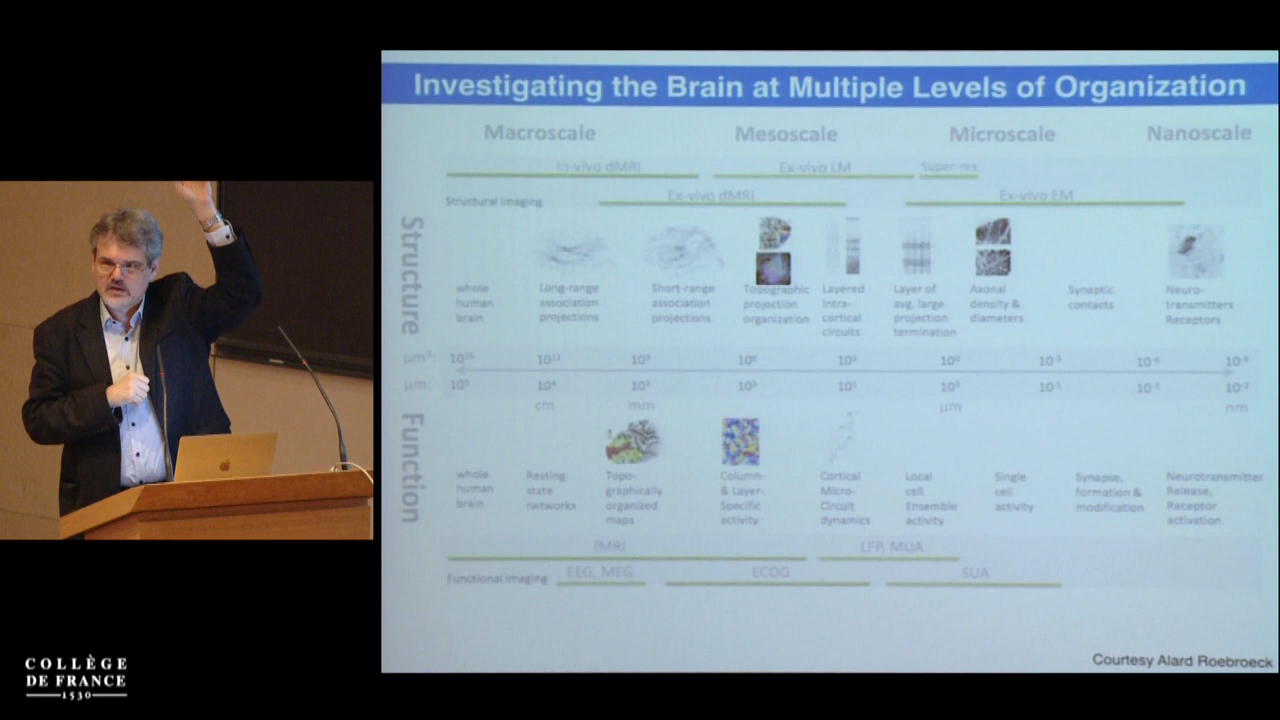 Investigating the Brain at Multiple Levels of Organization
Macroscale Mesoscale Microscale Nanoscale
In-vivo dMRI Ex-vivo LM Super-res
Structural imaging Ex-vivo dMRI Ex-vivo EM
Structure
whole Long-range Short-range Topographic Layered Layer of Axonal Synaptic Neuro-
human association association projection Intra- avg, large density & contacts transmitters
brain projections projections organization cortical projection diameters Receptors
circuits termination
µm³: 10¹⁵ 10¹² 10⁹ 10⁶ 10³ 10⁰ 10⁻³ 10⁻⁶ 10⁻⁹
µm: 10⁵ 10⁴ 10³ 10² 10¹ 10⁰ 10⁻¹ 10⁻² 10⁻³
cm mm µm nm
Function
whole Resting Topo- Column- Cortical Local Single Synapse, Neurotransmitter
human state graphically & Layer- Micro- cell cell formation & Release,
brain networks organized Specific Circuit Ensemble activity modification Receptor
maps activity dynamics activity activation
fMRI LFP, MUA
Functional imaging EEG, MEG ECOG SUA
Courtesy Alard Roebroeck
COLLÈGE
DE FRANCE
1530